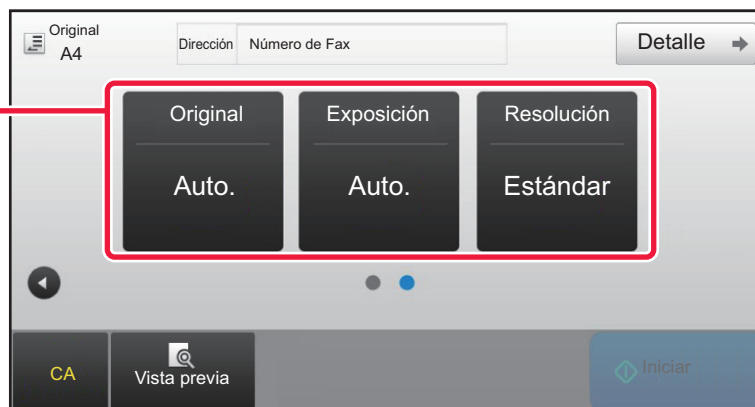 Original
A4
Dirección Número de Fax
Detalle
Original Exposición Resolución
Auto. Auto. Estándar
CA
Vista previa
Iniciar